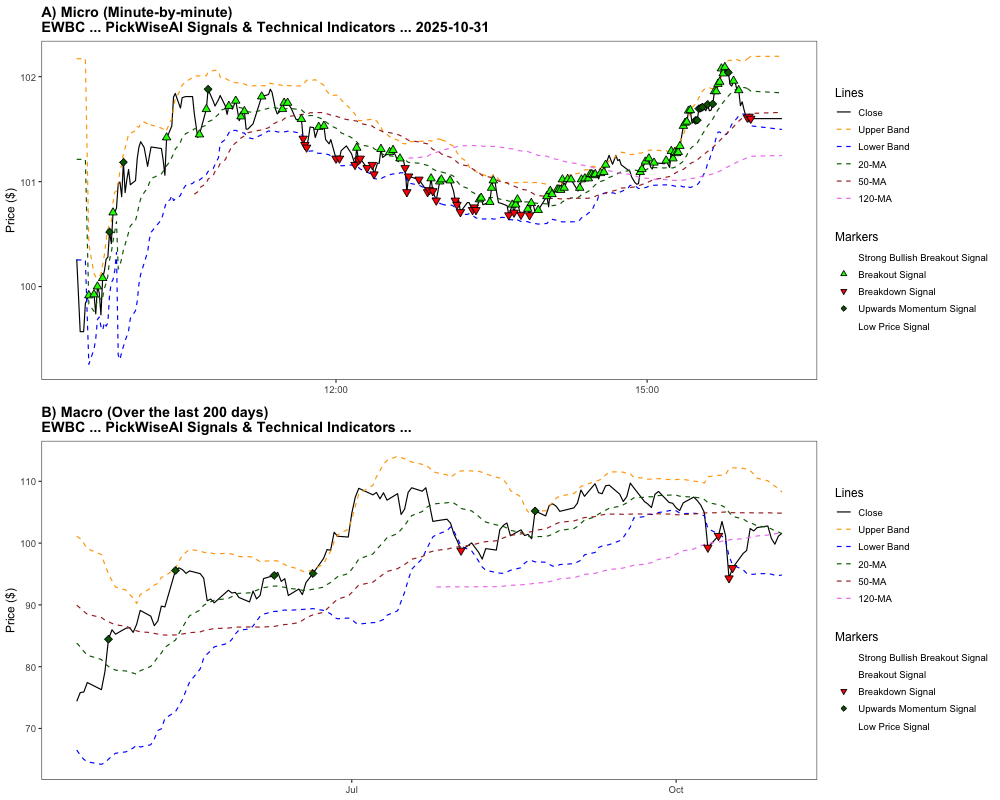 A) Micro (Minute-by-minute)
EWBC ... PickWiseAI Signals & Technical Indicators ... 2025-10-31
Price ($)
102
101
100
12:00
15:00
Lines
Close
Upper Band
Lower Band
20-MA
50-MA
120-MA
Markers
Strong Bullish Breakout Signal
Breakout Signal
Breakdown Signal
Upwards Momentum Signal
Low Price Signal
B) Macro (Over the last 200 days)
EWBC ... PickWiseAI Signals & Technical Indicators ...
Price ($)
110
100
90
80
70
Jul
Oct
Lines
Close
Upper Band
Lower Band
20-MA
50-MA
120-MA
Markers
Strong Bullish Breakout Signal
Breakout Signal
Breakdown Signal
Upwards Momentum Signal
Low Price Signal